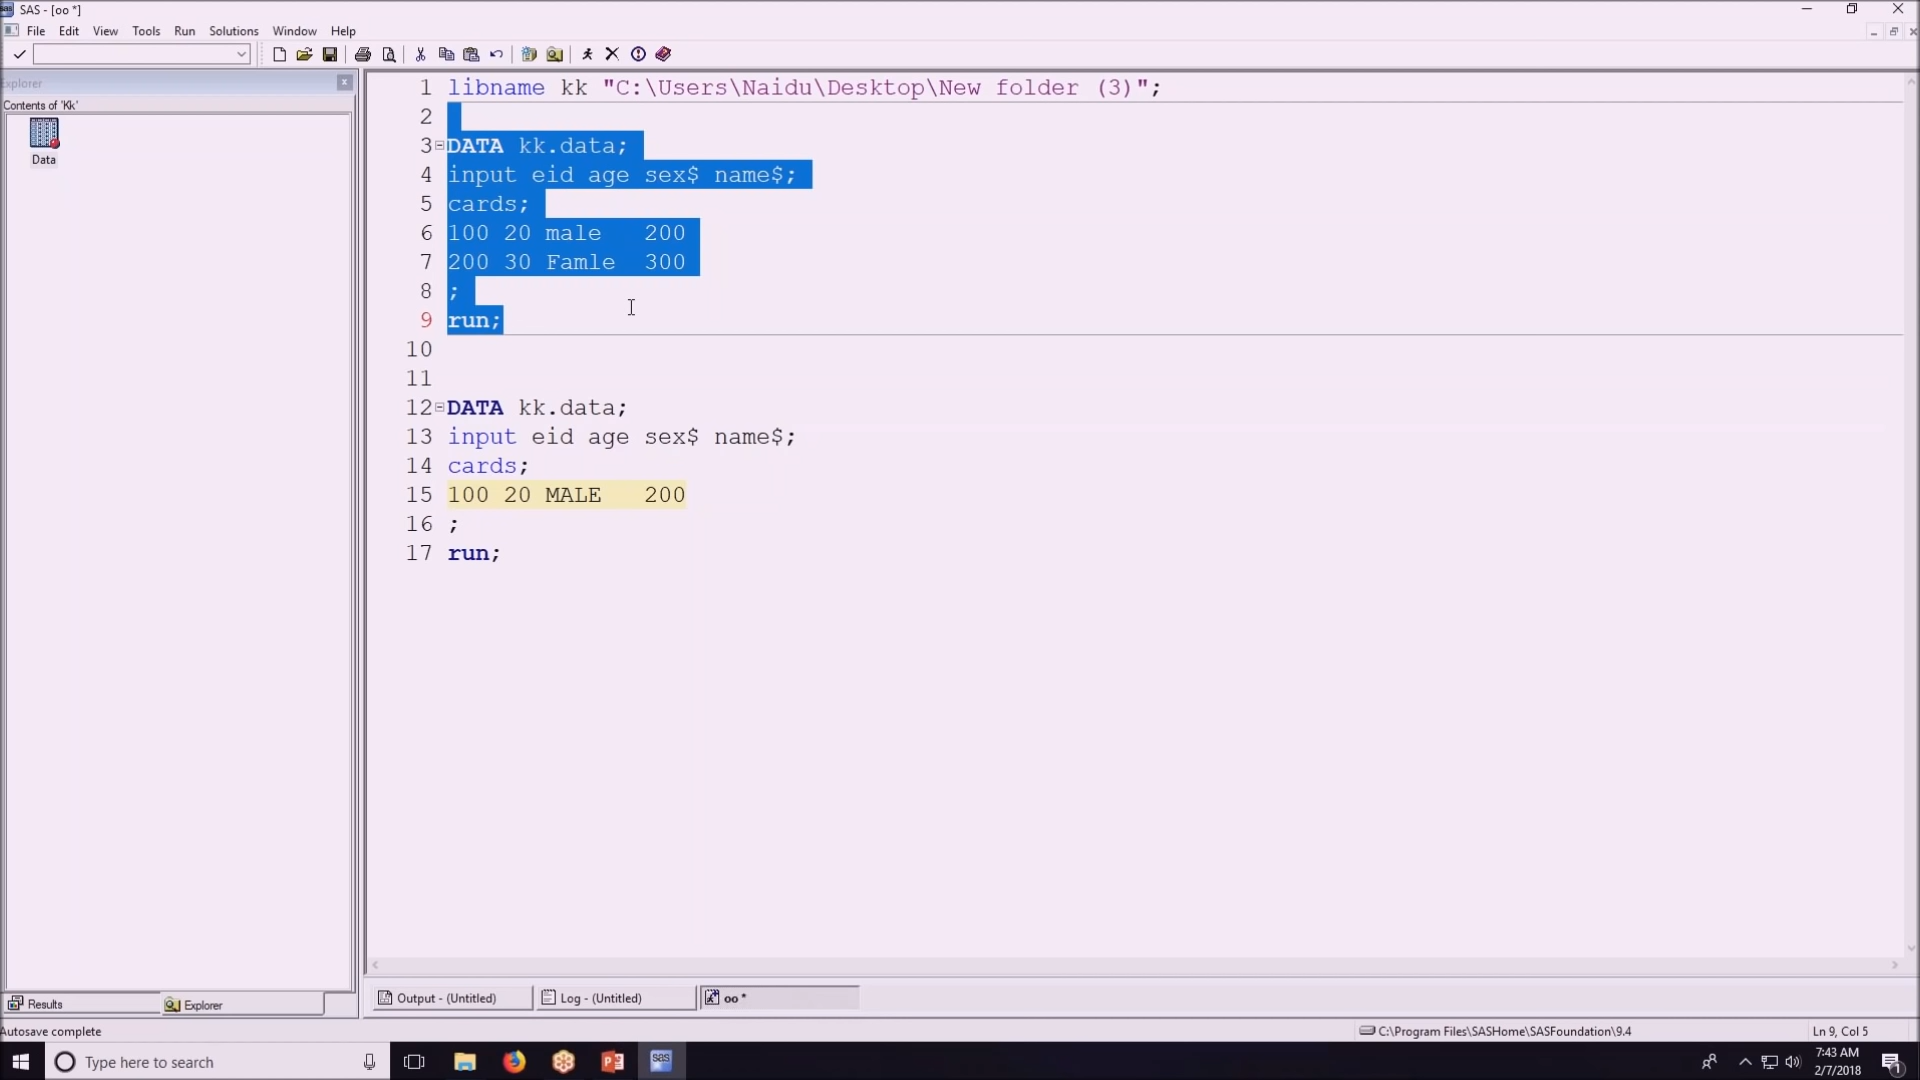 SAS - [oo *]
File Edit View Tools Run Solutions Window Help
Explorer
Contents of 'Kk'
Data
1 libname kk "C:\Users\Naidu\Desktop\New folder (3)";
2
3 DATA kk.data;
4 input eid age sex$ name$;
5 cards;
6 100 20 male 200
7 200 30 Famle 300
8 ;
9 run;
10
11
12 DATA kk.data;
13 input eid age sex$ name$;
14 cards;
15 100 20 MALE 200
16 ;
17 run;
Results Explorer
Output - (Untitled) Log - (Untitled) oo *
Autosave complete C:\Program Files\SASHome\SASFoundation\9.4 Ln 9, Col 5
Type here to search
7:43 AM
2/7/2018